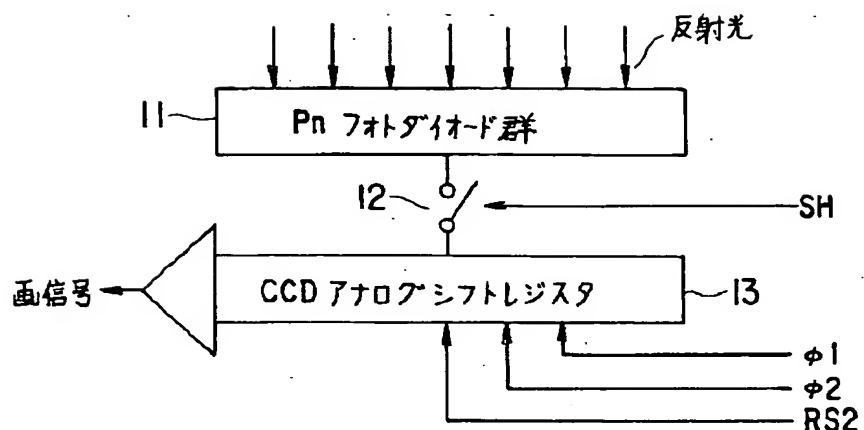 反射光
11
Pn フォトダイオード群
12
SH
画信号
CCD アナログシフトレジスタ
13
φ1
φ2
RS2